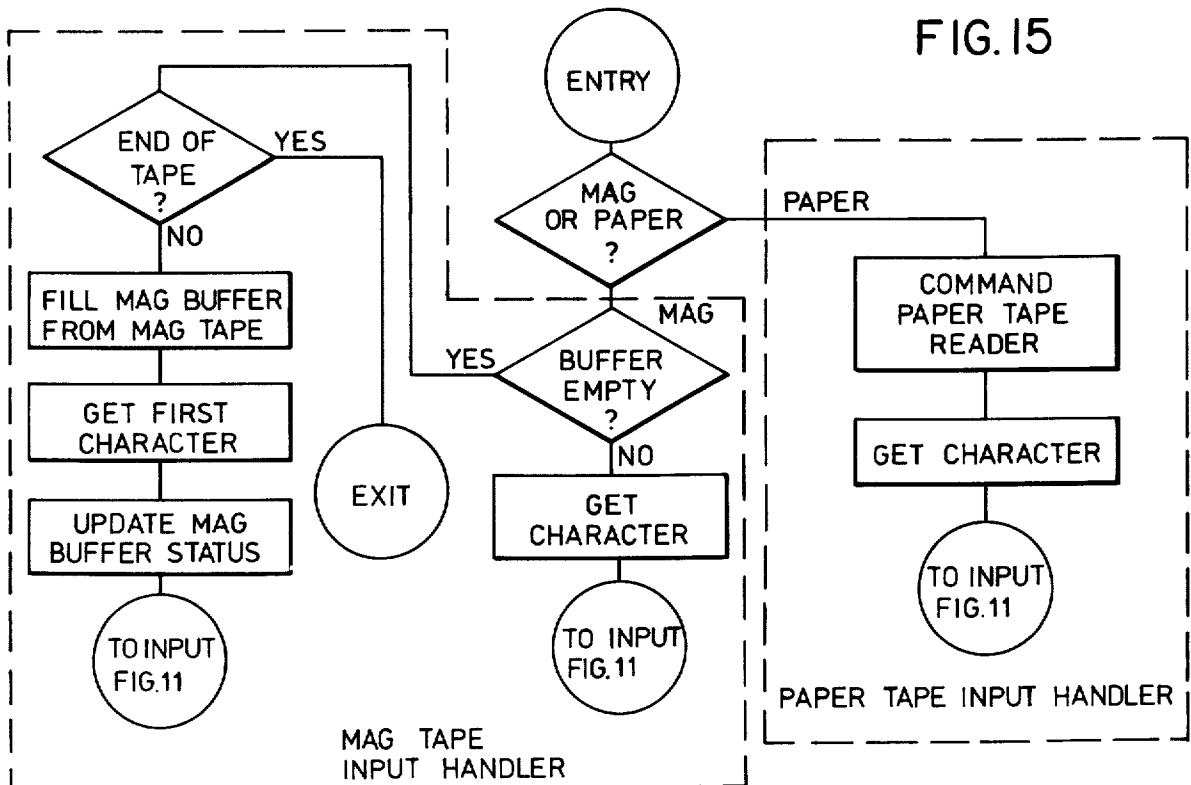 FIG. 15
ENTRY
END OF
TAPE
?
YES
NO
MAG
OR PAPER
?
PAPER
MAG
FILL MAG BUFFER
FROM MAG TAPE
GET FIRST
CHARACTER
UPDATE MAG
BUFFER STATUS
TO INPUT
FIG. 11
EXIT
YES
BUFFER
EMPTY
?
NO
GET
CHARACTER
TO INPUT
FIG. 11
MAG TAPE
INPUT HANDLER
COMMAND
PAPER TAPE
READER
GET CHARACTER
TO INPUT
FIG. 11
PAPER TAPE INPUT HANDLER